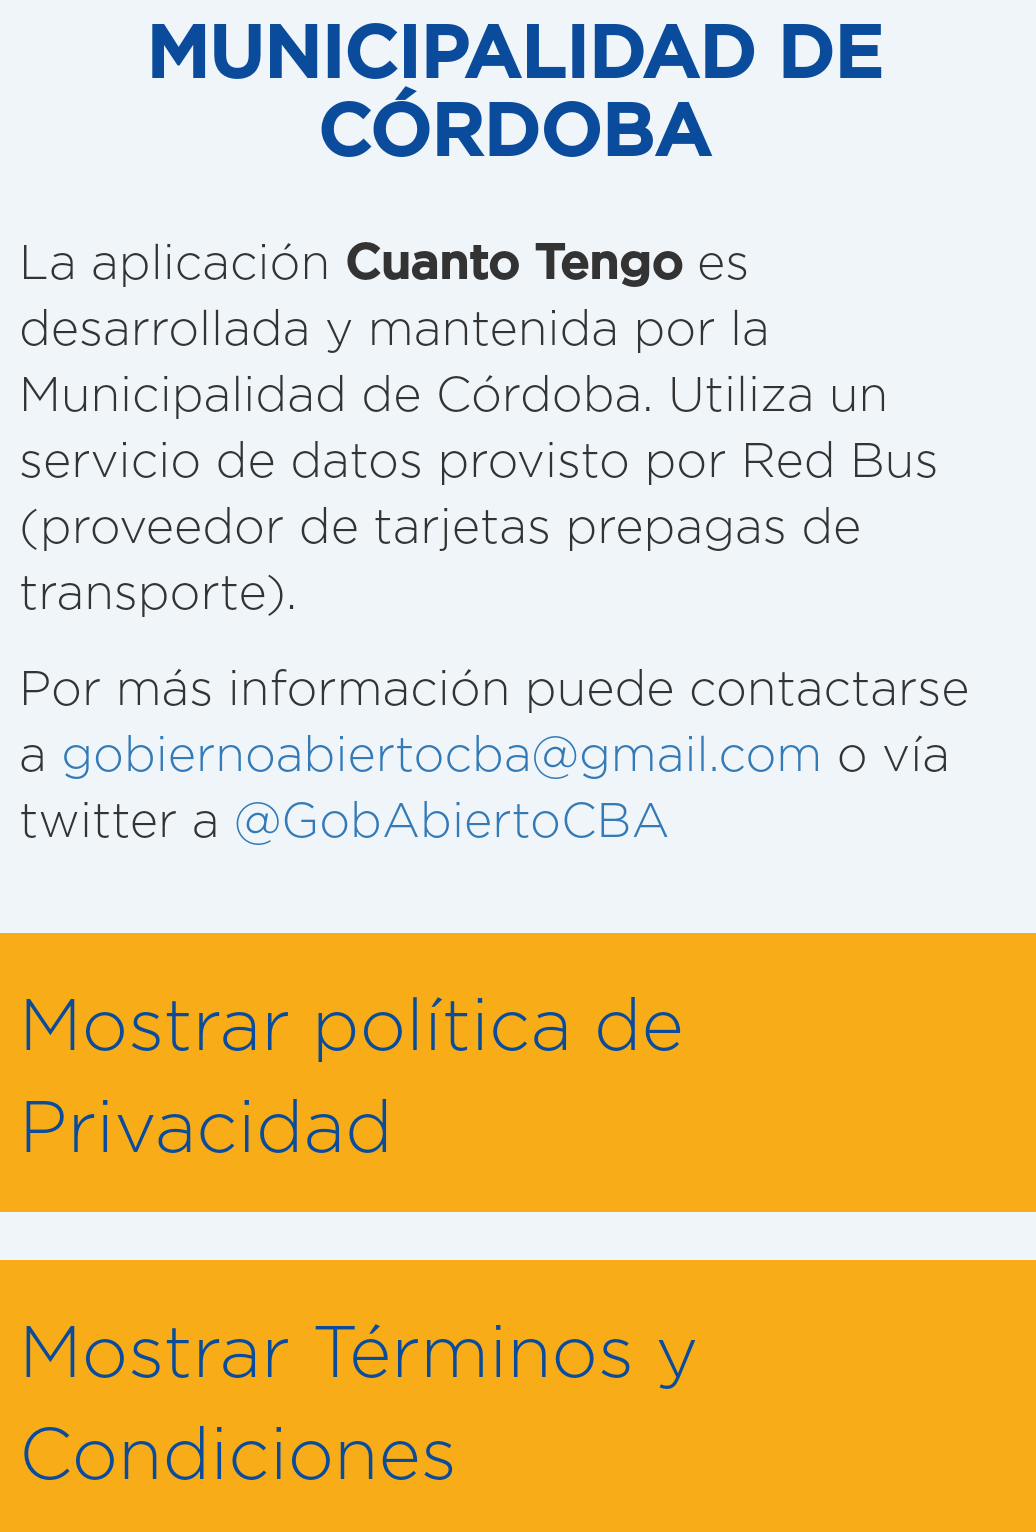 MUNICIPALIDAD DE
CÓRDOBA
La aplicación Cuanto Tengo es
desarrollada y mantenida por la
Municipalidad de Córdoba. Utiliza un
servicio de datos provisto por Red Bus
(proveedor de tarjetas prepagas de
transporte).
Por más información puede contactarse
a gobiernoabiertocba@gmail.com o vía
twitter a @GobAbiertoCBA
Mostrar política de
Privacidad
Mostrar Términos y
Condiciones